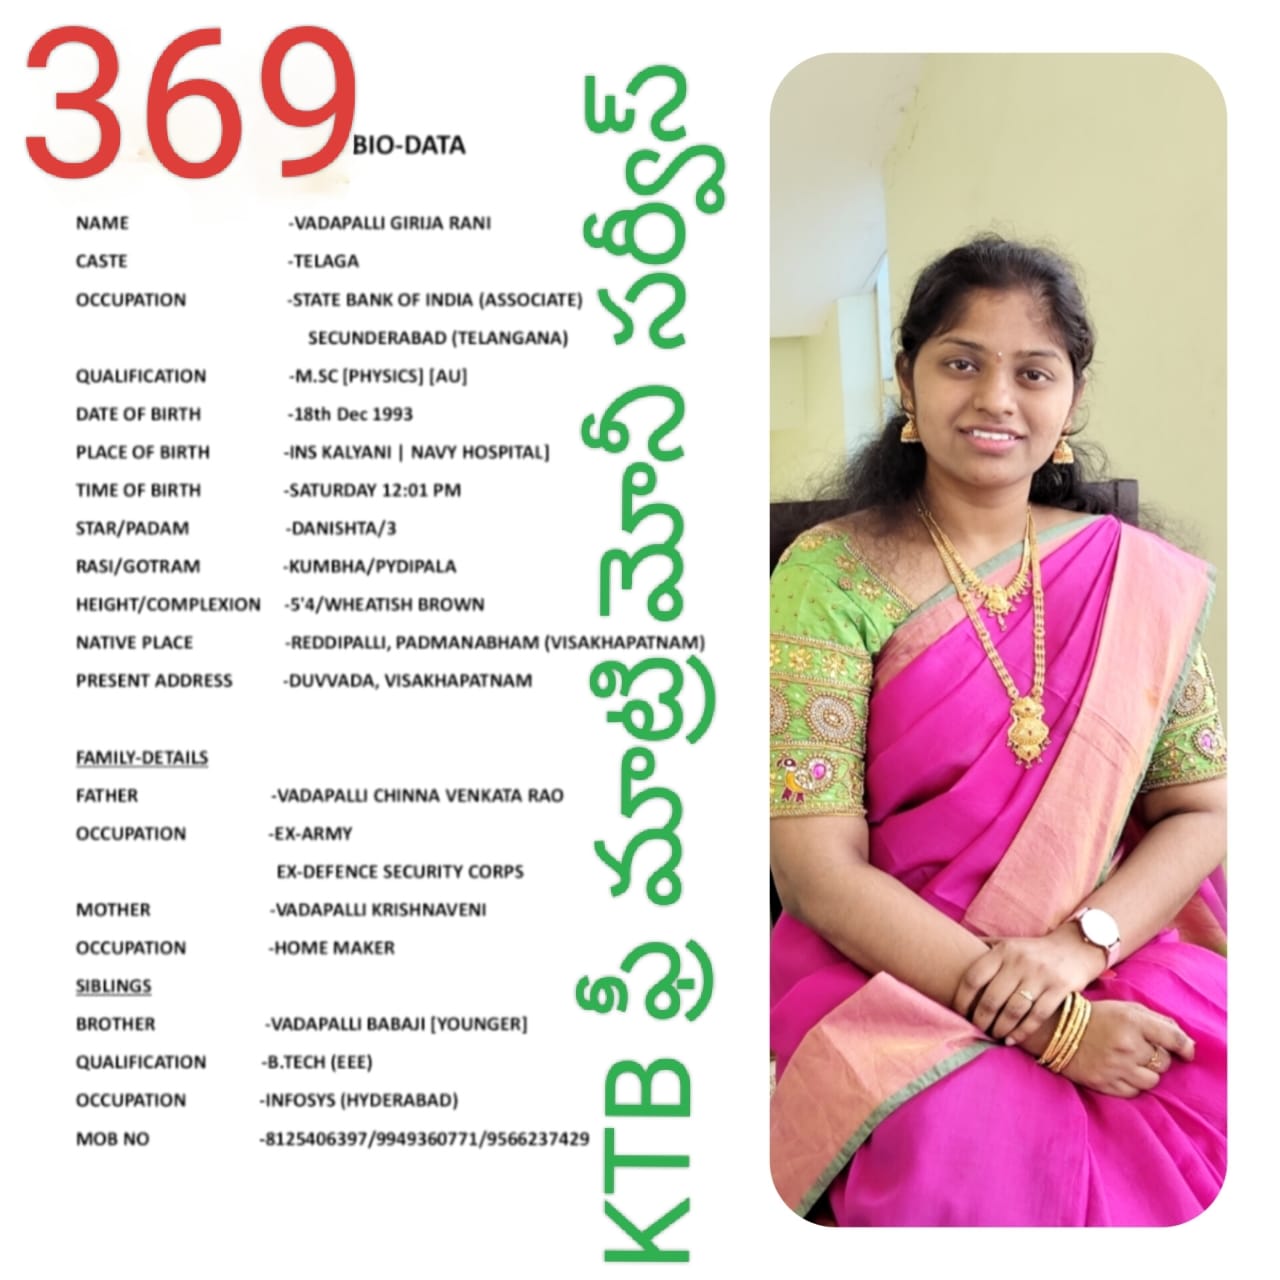 369
BIO-DATA
NAME -VADAPALLI GIRIJA RANI
CASTE -TELAGA
OCCUPATION -STATE BANK OF INDIA (ASSOCIATE)
SECUNDERABAD (TELANGANA)
QUALIFICATION -M.SC [PHYSICS] [AU]
DATE OF BIRTH -18th Dec 1993
PLACE OF BIRTH -INS KALYANI | NAVY HOSPITAL]
TIME OF BIRTH -SATURDAY 12:01 PM
STAR/PADAM -DANISHTA/3
RASI/GOTRAM -KUMBHA/PYDIPALA
HEIGHT/COMPLEXION -5'4/WHEATISH BROWN
NATIVE PLACE -REDDIPALLI, PADMANABHAM (VISAKHAPATNAM)
PRESENT ADDRESS -DUVVADA, VISAKHAPATNAM
FAMILY-DETAILS
FATHER -VADAPALLI CHINNA VENKATA RAO
OCCUPATION -EX-ARMY
EX-DEFENCE SECURITY CORPS
MOTHER -VADAPALLI KRISHNAVENI
OCCUPATION -HOME MAKER
SIBLINGS
BROTHER -VADAPALLI BABAJI [YOUNGER]
QUALIFICATION -B.TECH (EEE)
OCCUPATION -INFOSYS (HYDERABAD)
MOB NO -8125406397/9949360771/9566237429
KTB ఫ్రీ మాట్రిమోనీ సర్వీస్